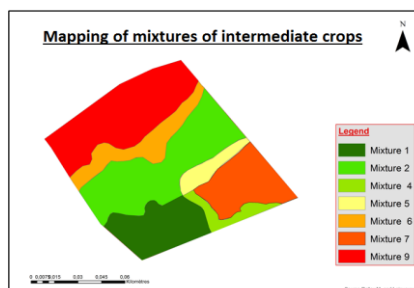 Mapping of mixtures of intermediate crops
N
Legend
Mixture 1
Mixture 2
Mixture 4
Mixture 5
Mixture 6
Mixture 7
Mixture 9
0 0,0075 0,015 0,03 0,045 0,06
Kilomètres